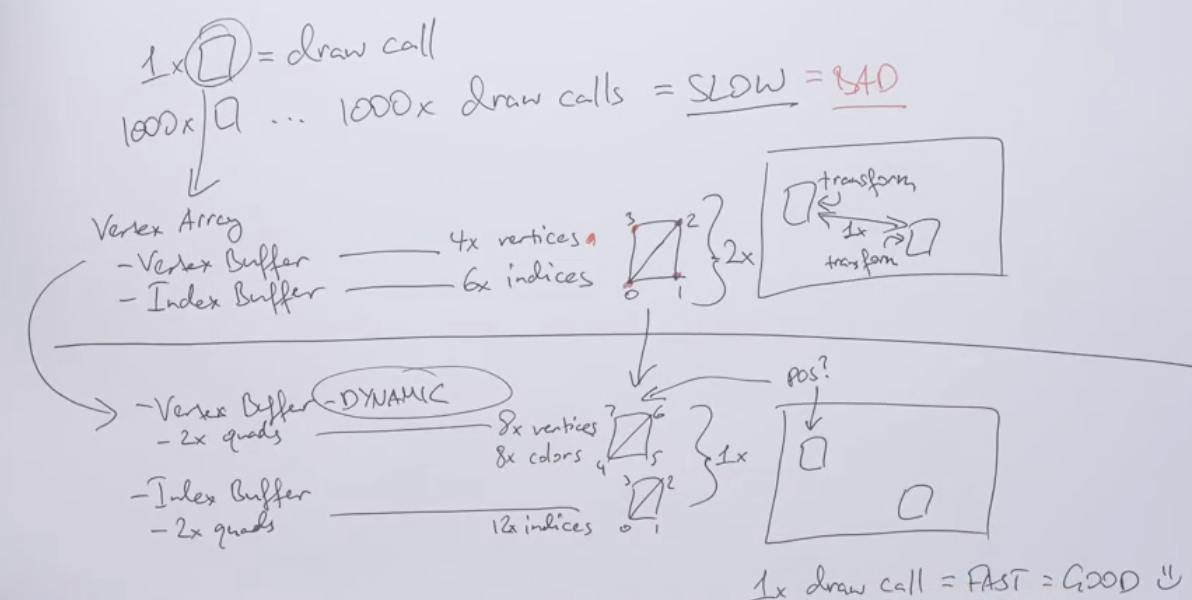 1x □ = draw call
1000x □ ... 1000x draw calls = SLOW = BAD
Vertex Array
- Vertex Buffer
- Index Buffer
4x vertices
6x indices
3 2
0 1
2x
transform
1x
transform
- Vertex Buffer - DYNAMIC
- 2x quads
8x vertices
8x colors
7 6
4 5
3 2
0 1
1x
pos?
- Index Buffer
- 2x quads
12x indices
1x draw call = FAST = GOOD